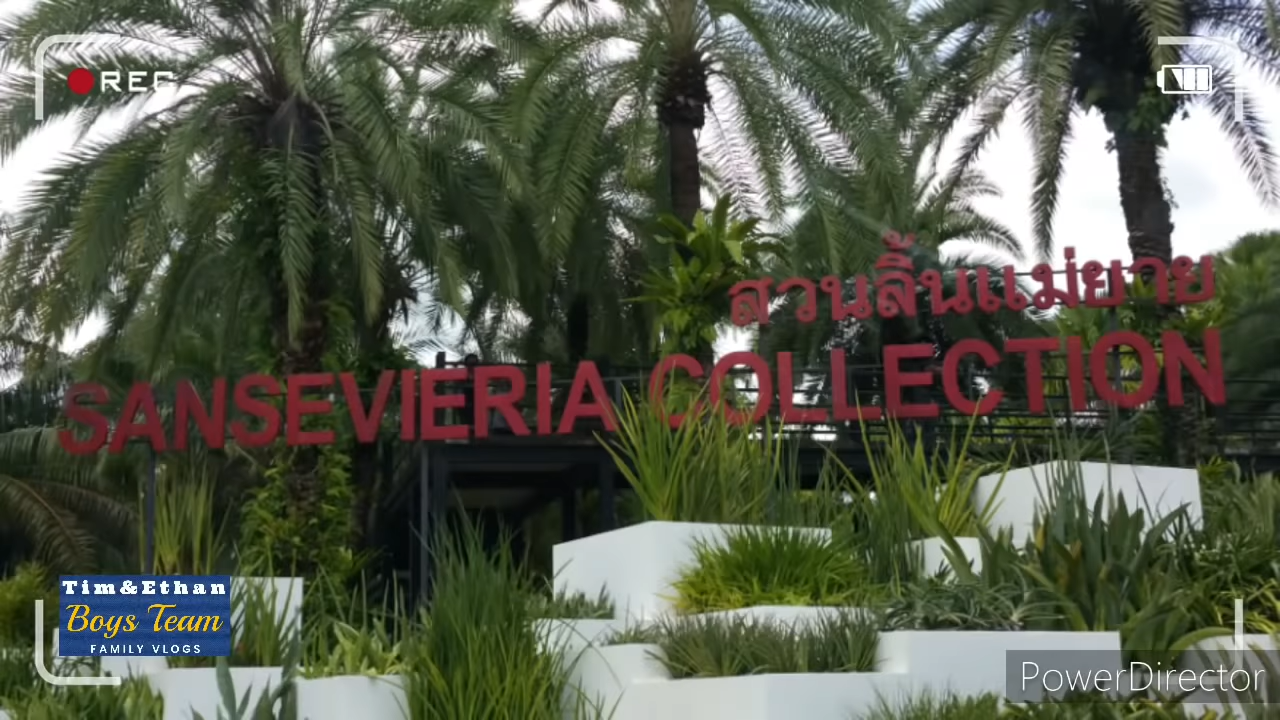 REC
สวนลิ้นแม่ยาย
SANSEVIERIA COLLECTION
Tim&Ethan
Boys Team
FAMILY VLOGS
PowerDirector